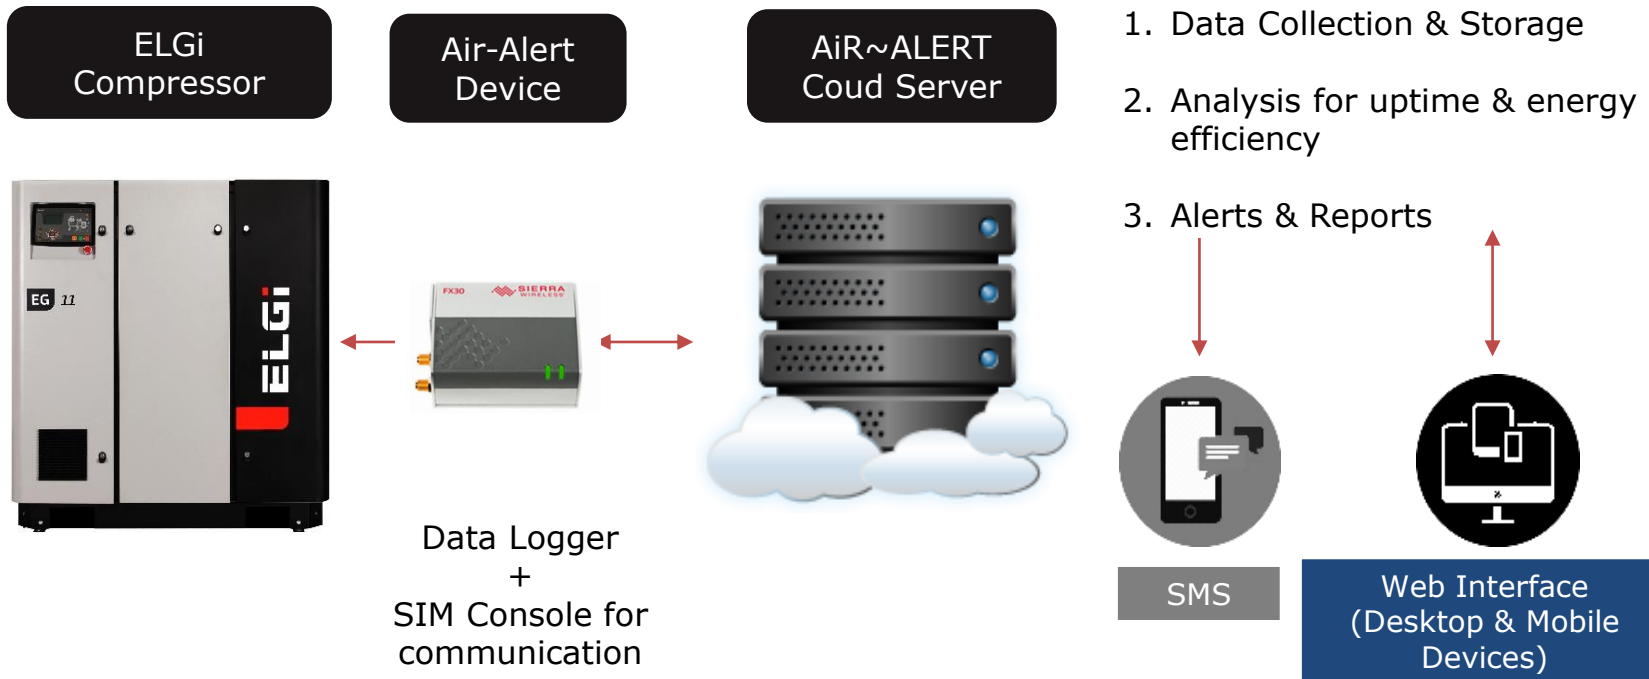 ELGi
Compressor
Air-Alert
Device
AiR~ALERT
Coud Server
1. Data Collection & Storage
2. Analysis for uptime & energy
efficiency
3. Alerts & Reports
EG 11
ELGi
FX30
SIERRA
WIRELESS
Data Logger
+
SIM Console for
communication
SMS
Web Interface
(Desktop & Mobile
Devices)